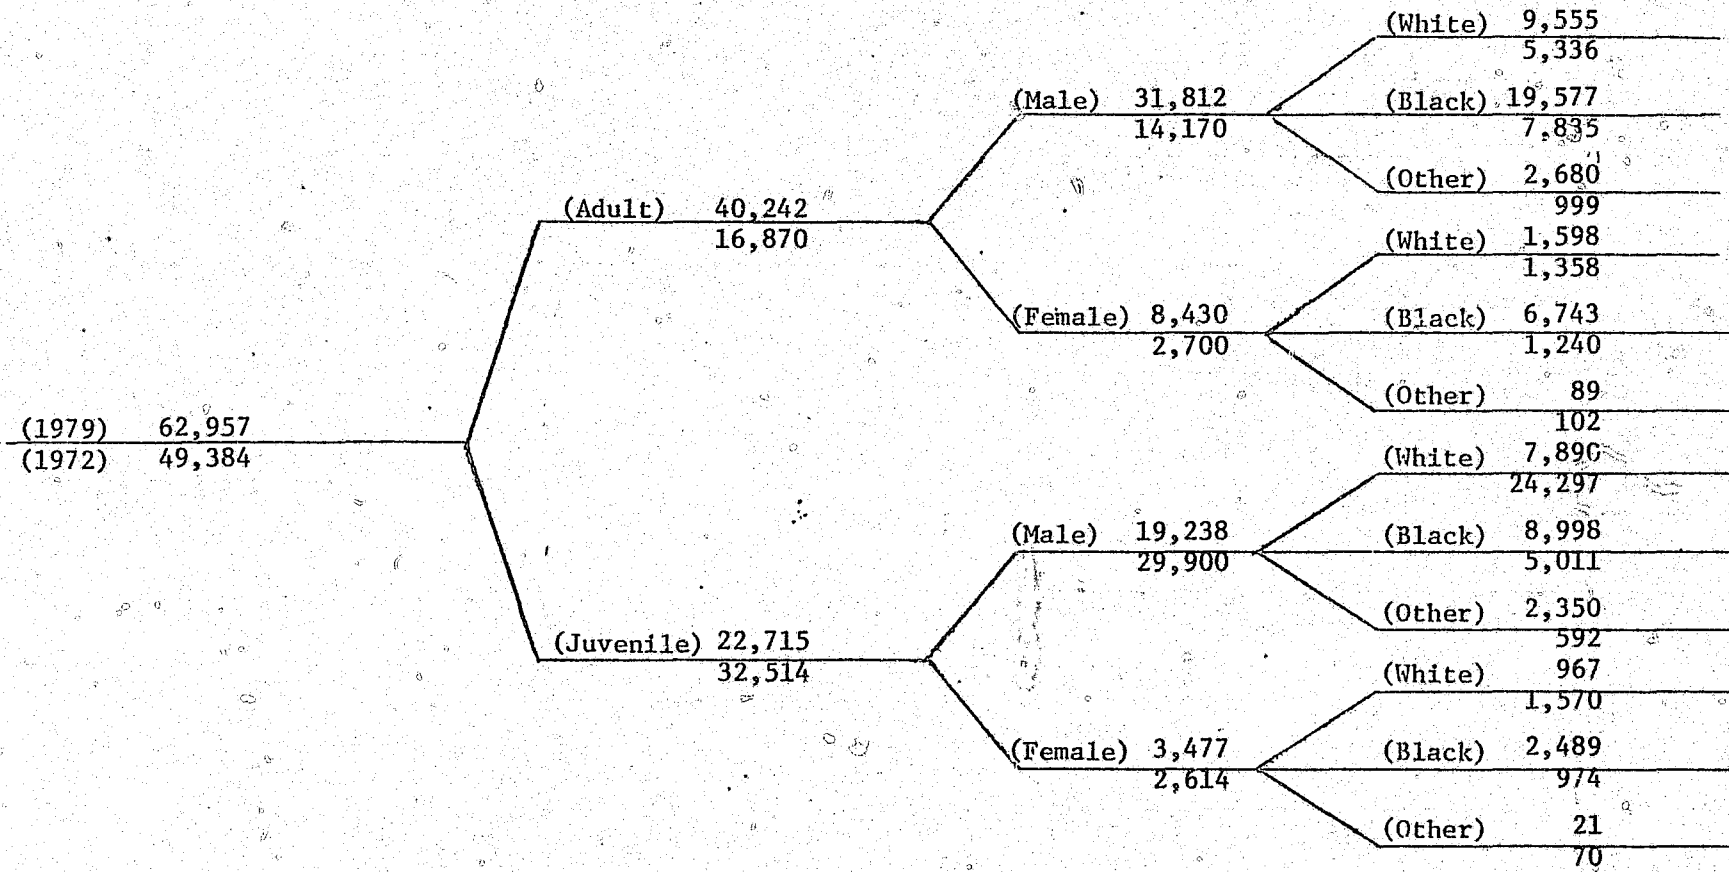 (White) 9,555
5,336
(Male) 31,812
14,170
(Black) 19,577
7,835
(Other) 2,680
999
(Adult) 40,242
16,870
(White) 1,598
1,358
(Female) 8,430
2,700
(Black) 6,743
1,240
(Other) 89
102
(1979) 62,957
(1972) 49,384
(White) 7,890
24,297
(Male) 19,238
29,900
(Black) 8,998
5,011
(Other) 2,350
592
(Juvenile) 22,715
32,514
(White) 967
1,570
(Female) 3,477
2,614
(Black) 2,489
974
(Other) 21
70